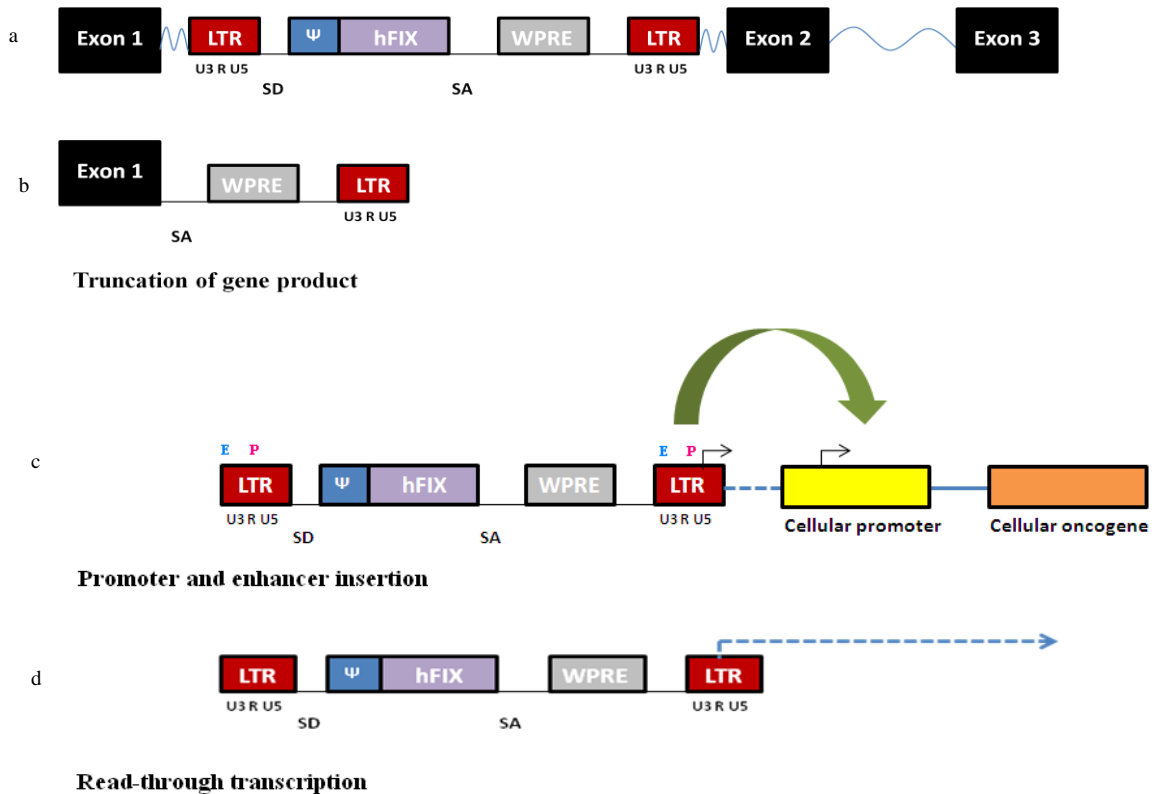 a
Exon 1 LTR Ψ hFIX WPRE LTR Exon 2 Exon 3
U3 R U5 U3 R U5
SD SA
b
Exon 1 WPRE LTR
U3 R U5
SA
Truncation of gene product
E P E P
c
LTR Ψ hFIX WPRE LTR
U3 R U5 U3 R U5 Cellular promoter Cellular oncogene
SD SA
Promoter and enhancer insertion
d
LTR Ψ hFIX WPRE LTR
U3 R U5 U3 R U5
SD SA
Read-through transcription